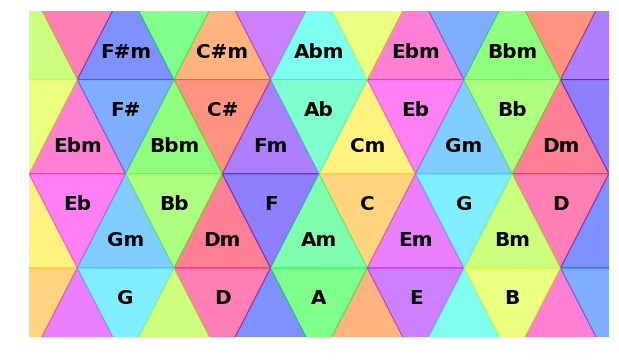 F#m C#m Abm Ebm Bbm
F# C# Ab Eb Bb
Ebm Bbm Fm Cm Gm Dm
Eb Bb F C G D
Gm Dm Am Em Bm
G D A E B